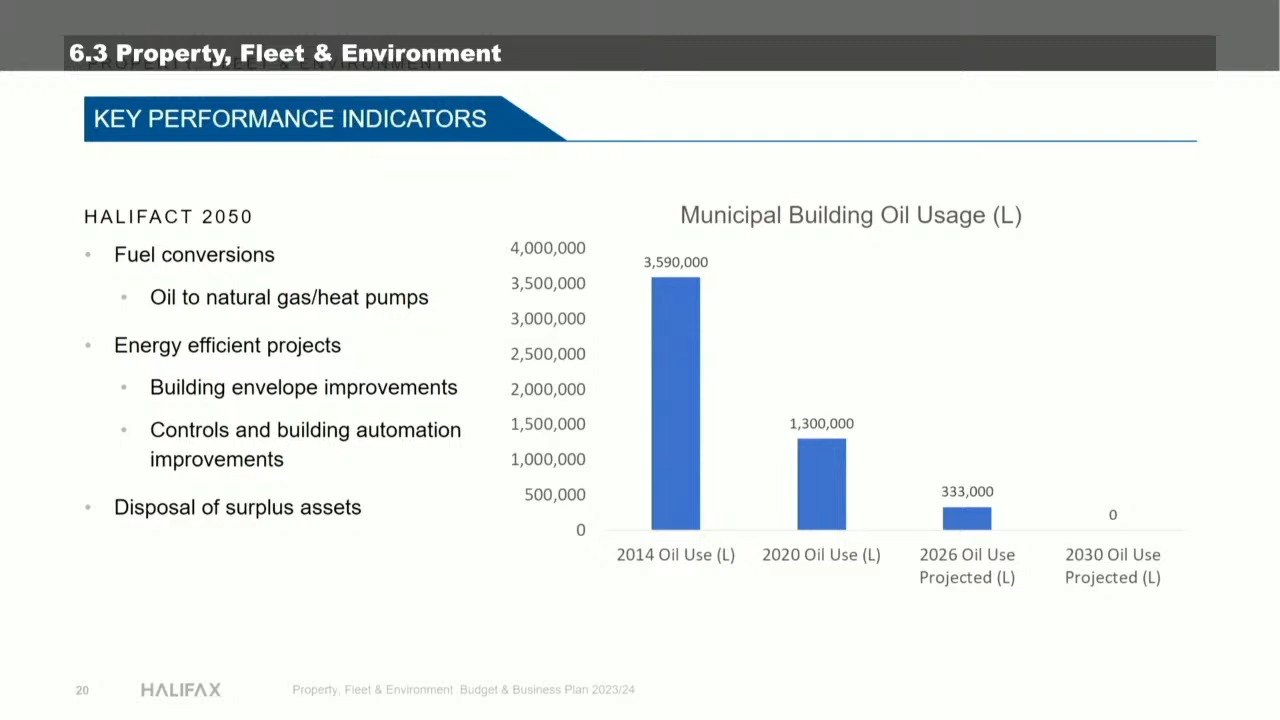 6.3 Property, Fleet & Environment
PROPERTY, FLEET & ENVIRONMENT
KEY PERFORMANCE INDICATORS
HALIFACT 2050
• Fuel conversions
• Oil to natural gas/heat pumps
• Energy efficient projects
• Building envelope improvements
• Controls and building automation
improvements
• Disposal of surplus assets
Municipal Building Oil Usage (L)
4,000,000
3,500,000
3,000,000
2,500,000
2,000,000
1,500,000
1,000,000
500,000
0
3,590,000
1,300,000
333,000
0
2014 Oil Use (L)
2020 Oil Use (L)
2026 Oil Use
Projected (L)
2030 Oil Use
Projected (L)
20
HALIFAX
Property, Fleet & Environment Budget & Business Plan 2023/24